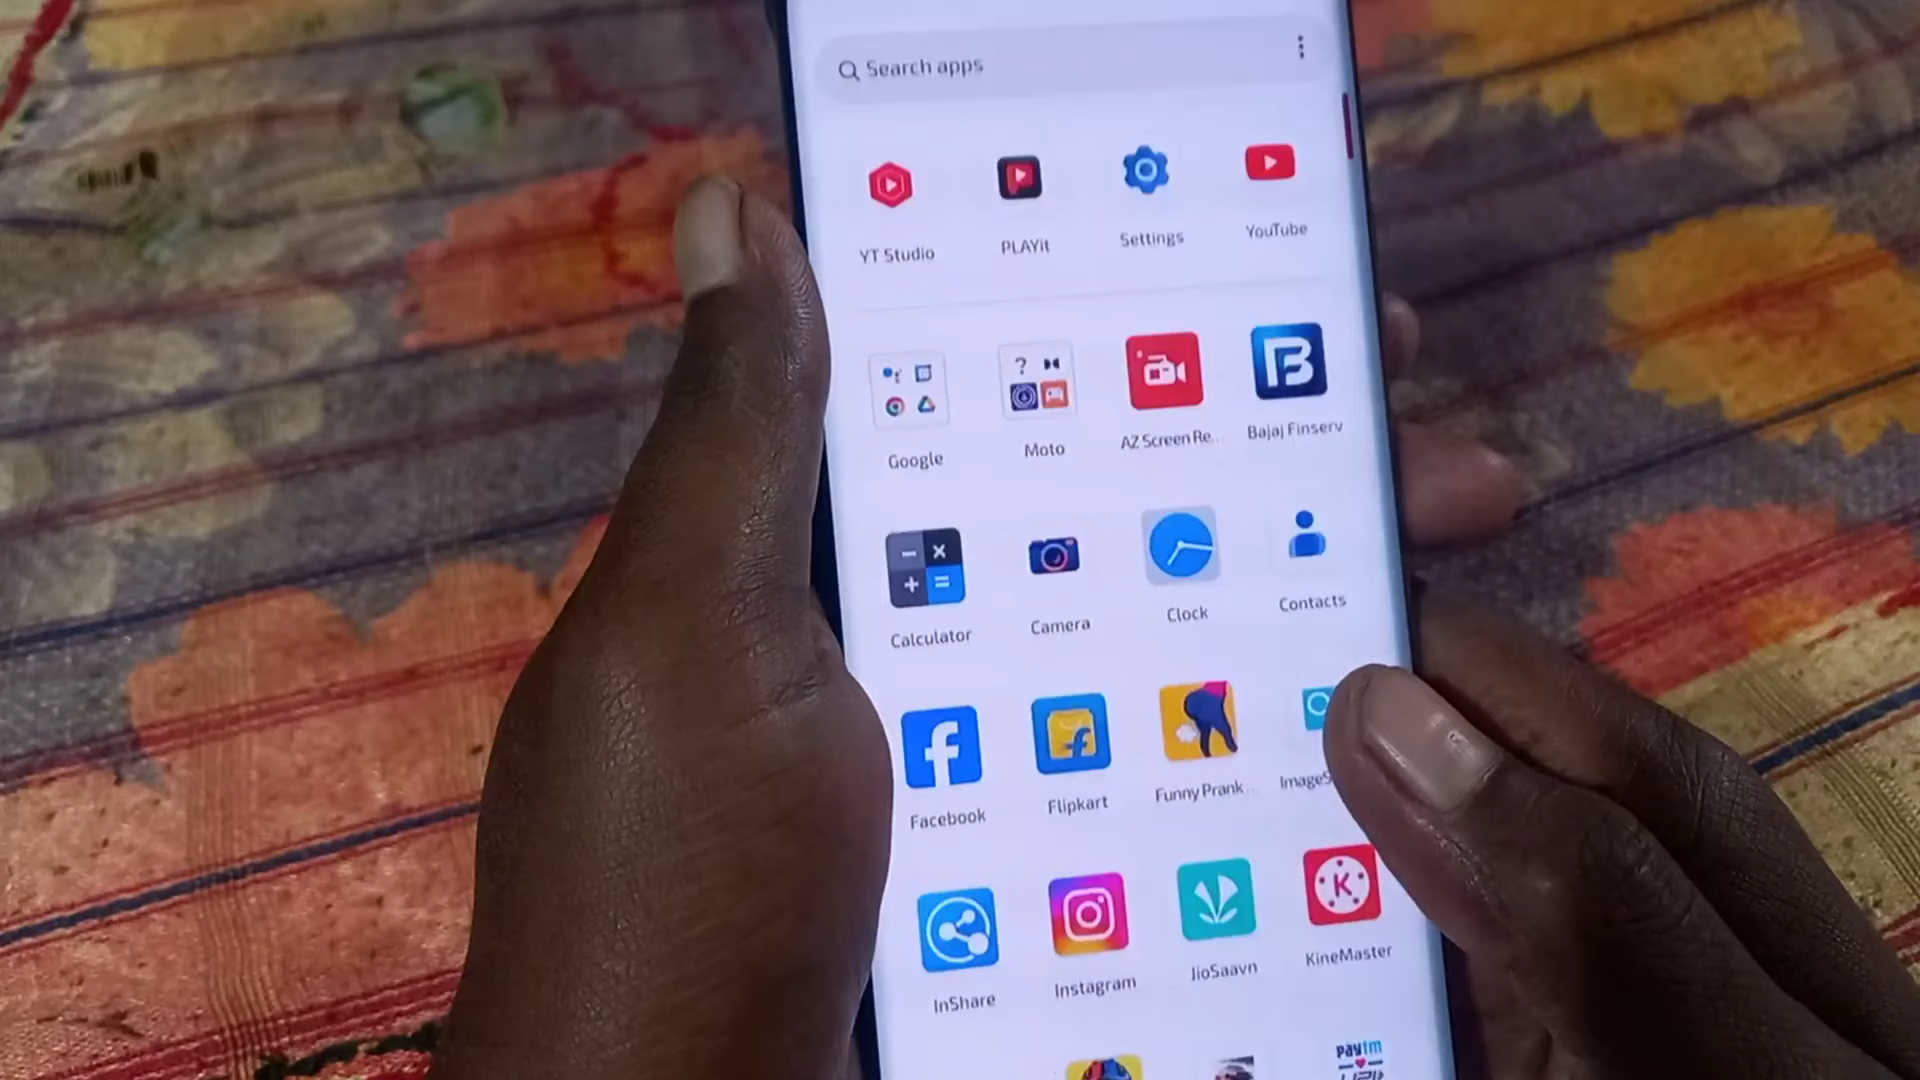 Search apps
YT Studio
PLAYit
Settings
YouTube
Google
Moto
AZ Screen Re...
Bajaj Finserv
Calculator
Camera
Clock
Contacts
Facebook
Flipkart
Funny Prank...
ImageS
InShare
Instagram
JioSaavn
KineMaster
paytm